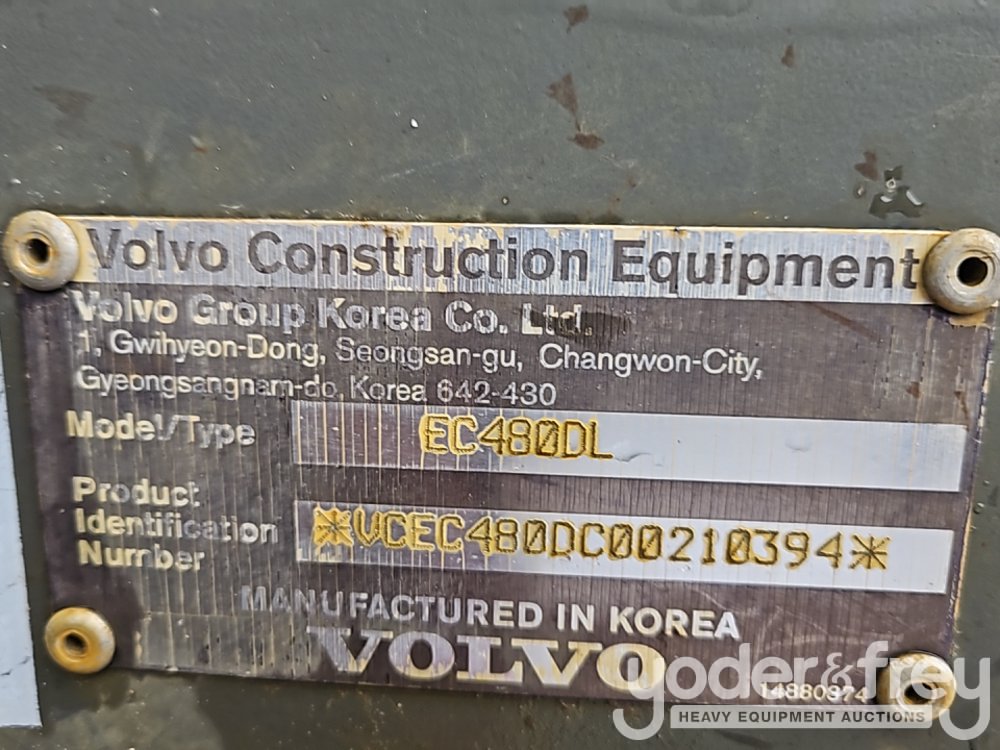 Volvo Construction Equipment
Volvo Group Korea Co. Ltd.
1, Gwihyeon-Dong, Seongsan-gu, Changwon-City,
Gyeongsangnam-do, Korea 642-430
Model/Type EC480DL
Product
Identification
Number
*VCEC480DC00210394*
MANUFACTURED IN KOREA
VOLVO
14880974
yoder&frey
HEAVY EQUIPMENT AUCTIONS